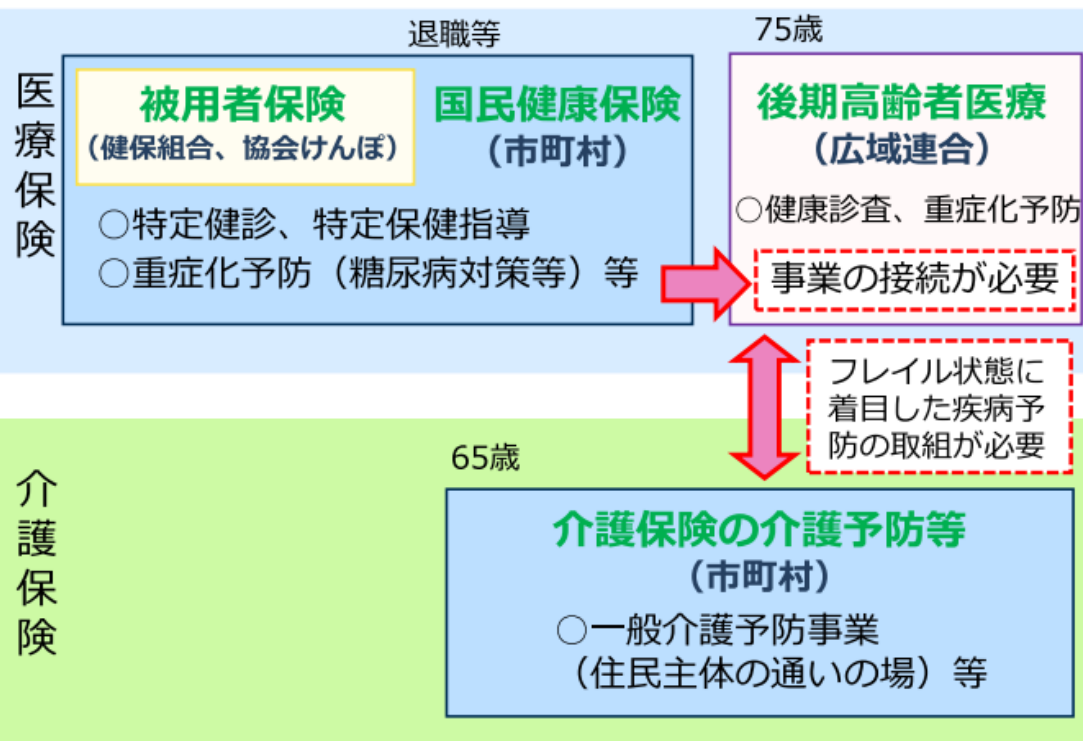 医療保険
退職等
被用者保険
（健保組合、協会けんぽ）
国民健康保険
（市町村）
○特定健診、特定保健指導
○重症化予防（糖尿病対策等）等
75歳
後期高齢者医療
（広域連合）
○健康診査、重症化予防
事業の接続が必要
フレイル状態に
着目した疾病予
防の取組が必要
介護保険
65歳
介護保険の介護予防等
（市町村）
○一般介護予防事業
（住民主体の通いの場）等